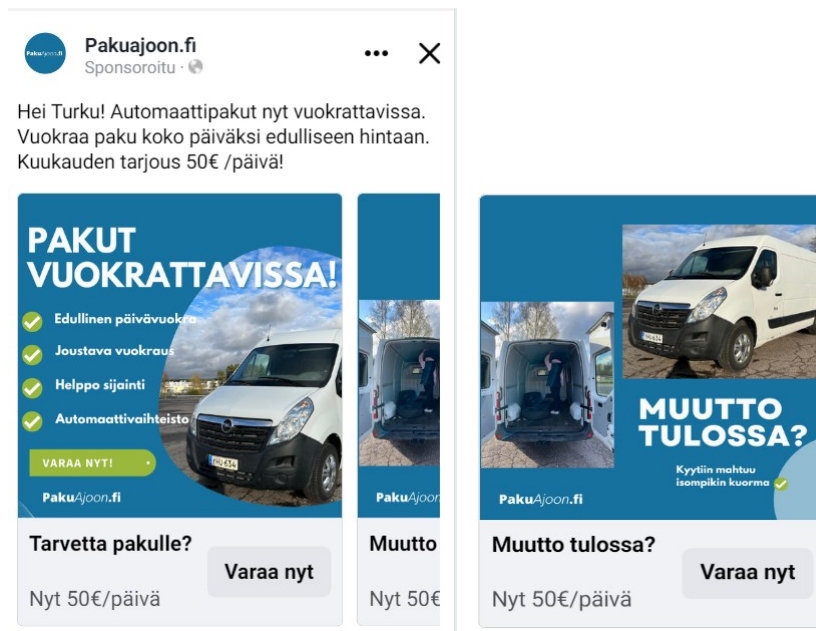 PakuAjoon.fi
Pakuajoon.fi
Sponsoroitu ·
Hei Turku! Automaattipakut nyt vuokrattavissa.
Vuokraa paku koko päiväksi edulliseen hintaan.
Kuukauden tarjous 50€ /päivä!
PAKUT
VUOKRATTAVISSA!
Edullinen päivävuokra
Joustava vuokraus
Helppo sijainti
Automaattivaihteisto
VARAA NYT!
YHU 634
PakuAjoon.fi
Tarvetta pakulle?
Varaa nyt
Nyt 50€/päivä
PakuAjoon
Muutto
Nyt 50€
MUUTTO
TULOSSA?
Kyytiin mahtuu
isompikin kuorma
PakuAjoon.fi
Muutto tulossa?
Varaa nyt
Nyt 50€/päivä